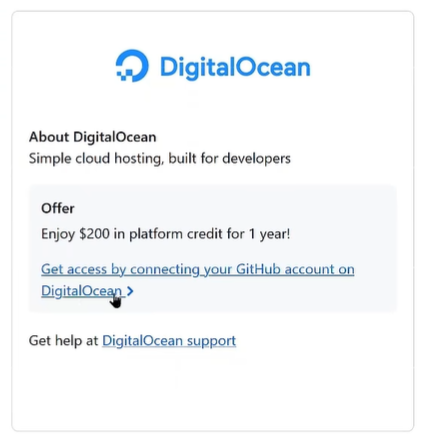 DigitalOcean
About DigitalOcean
Simple cloud hosting, built for developers
Offer
Enjoy $200 in platform credit for 1 year!
Get access by connecting your GitHub account on
DigitalOcean
Get help at DigitalOcean support